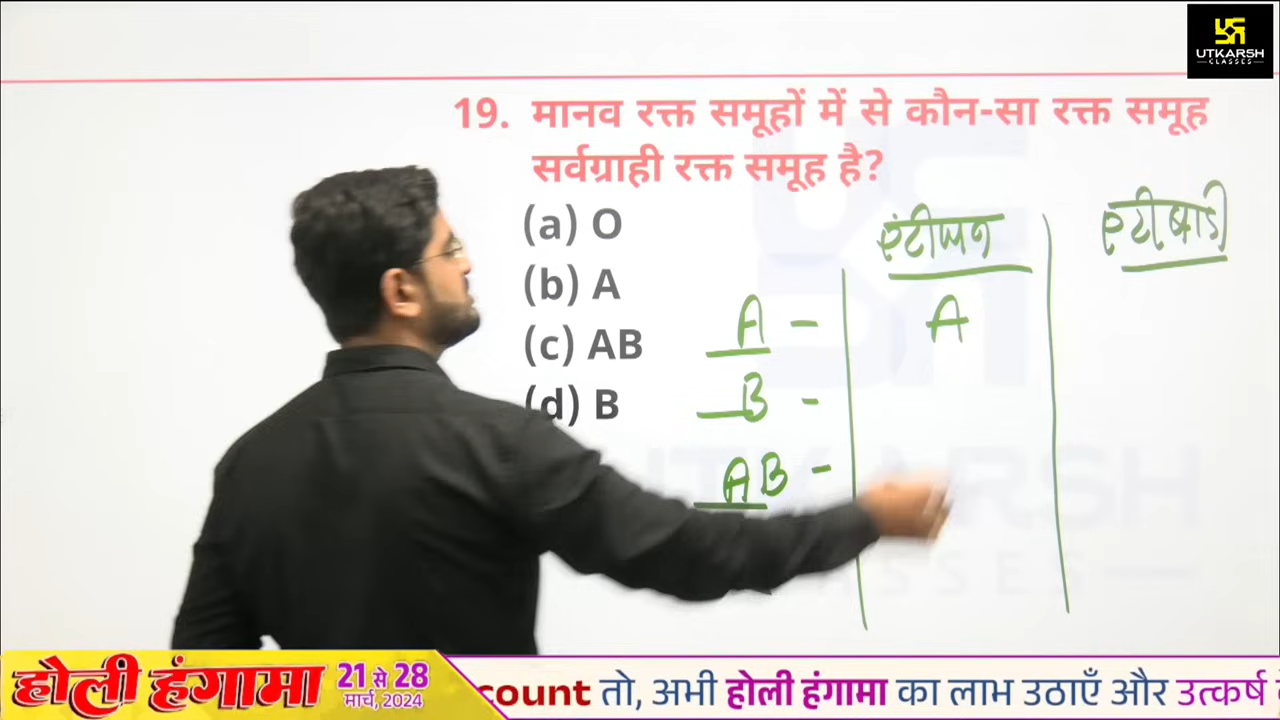 UTKARSH
CLASSES
19. मानव रक्त समूहों में से कौन-सा रक्त समूह
सर्वग्राही रक्त समूह है?
(a) O
(b) A
(c) AB
(d) B
एंटीजन
एंटीबाडी
A - A
B -
AB -
होली हंगामा
21 से 28
मार्च, 2024
count तो, अभी होली हंगामा का लाभ उठाएँ और उत्कर्ष